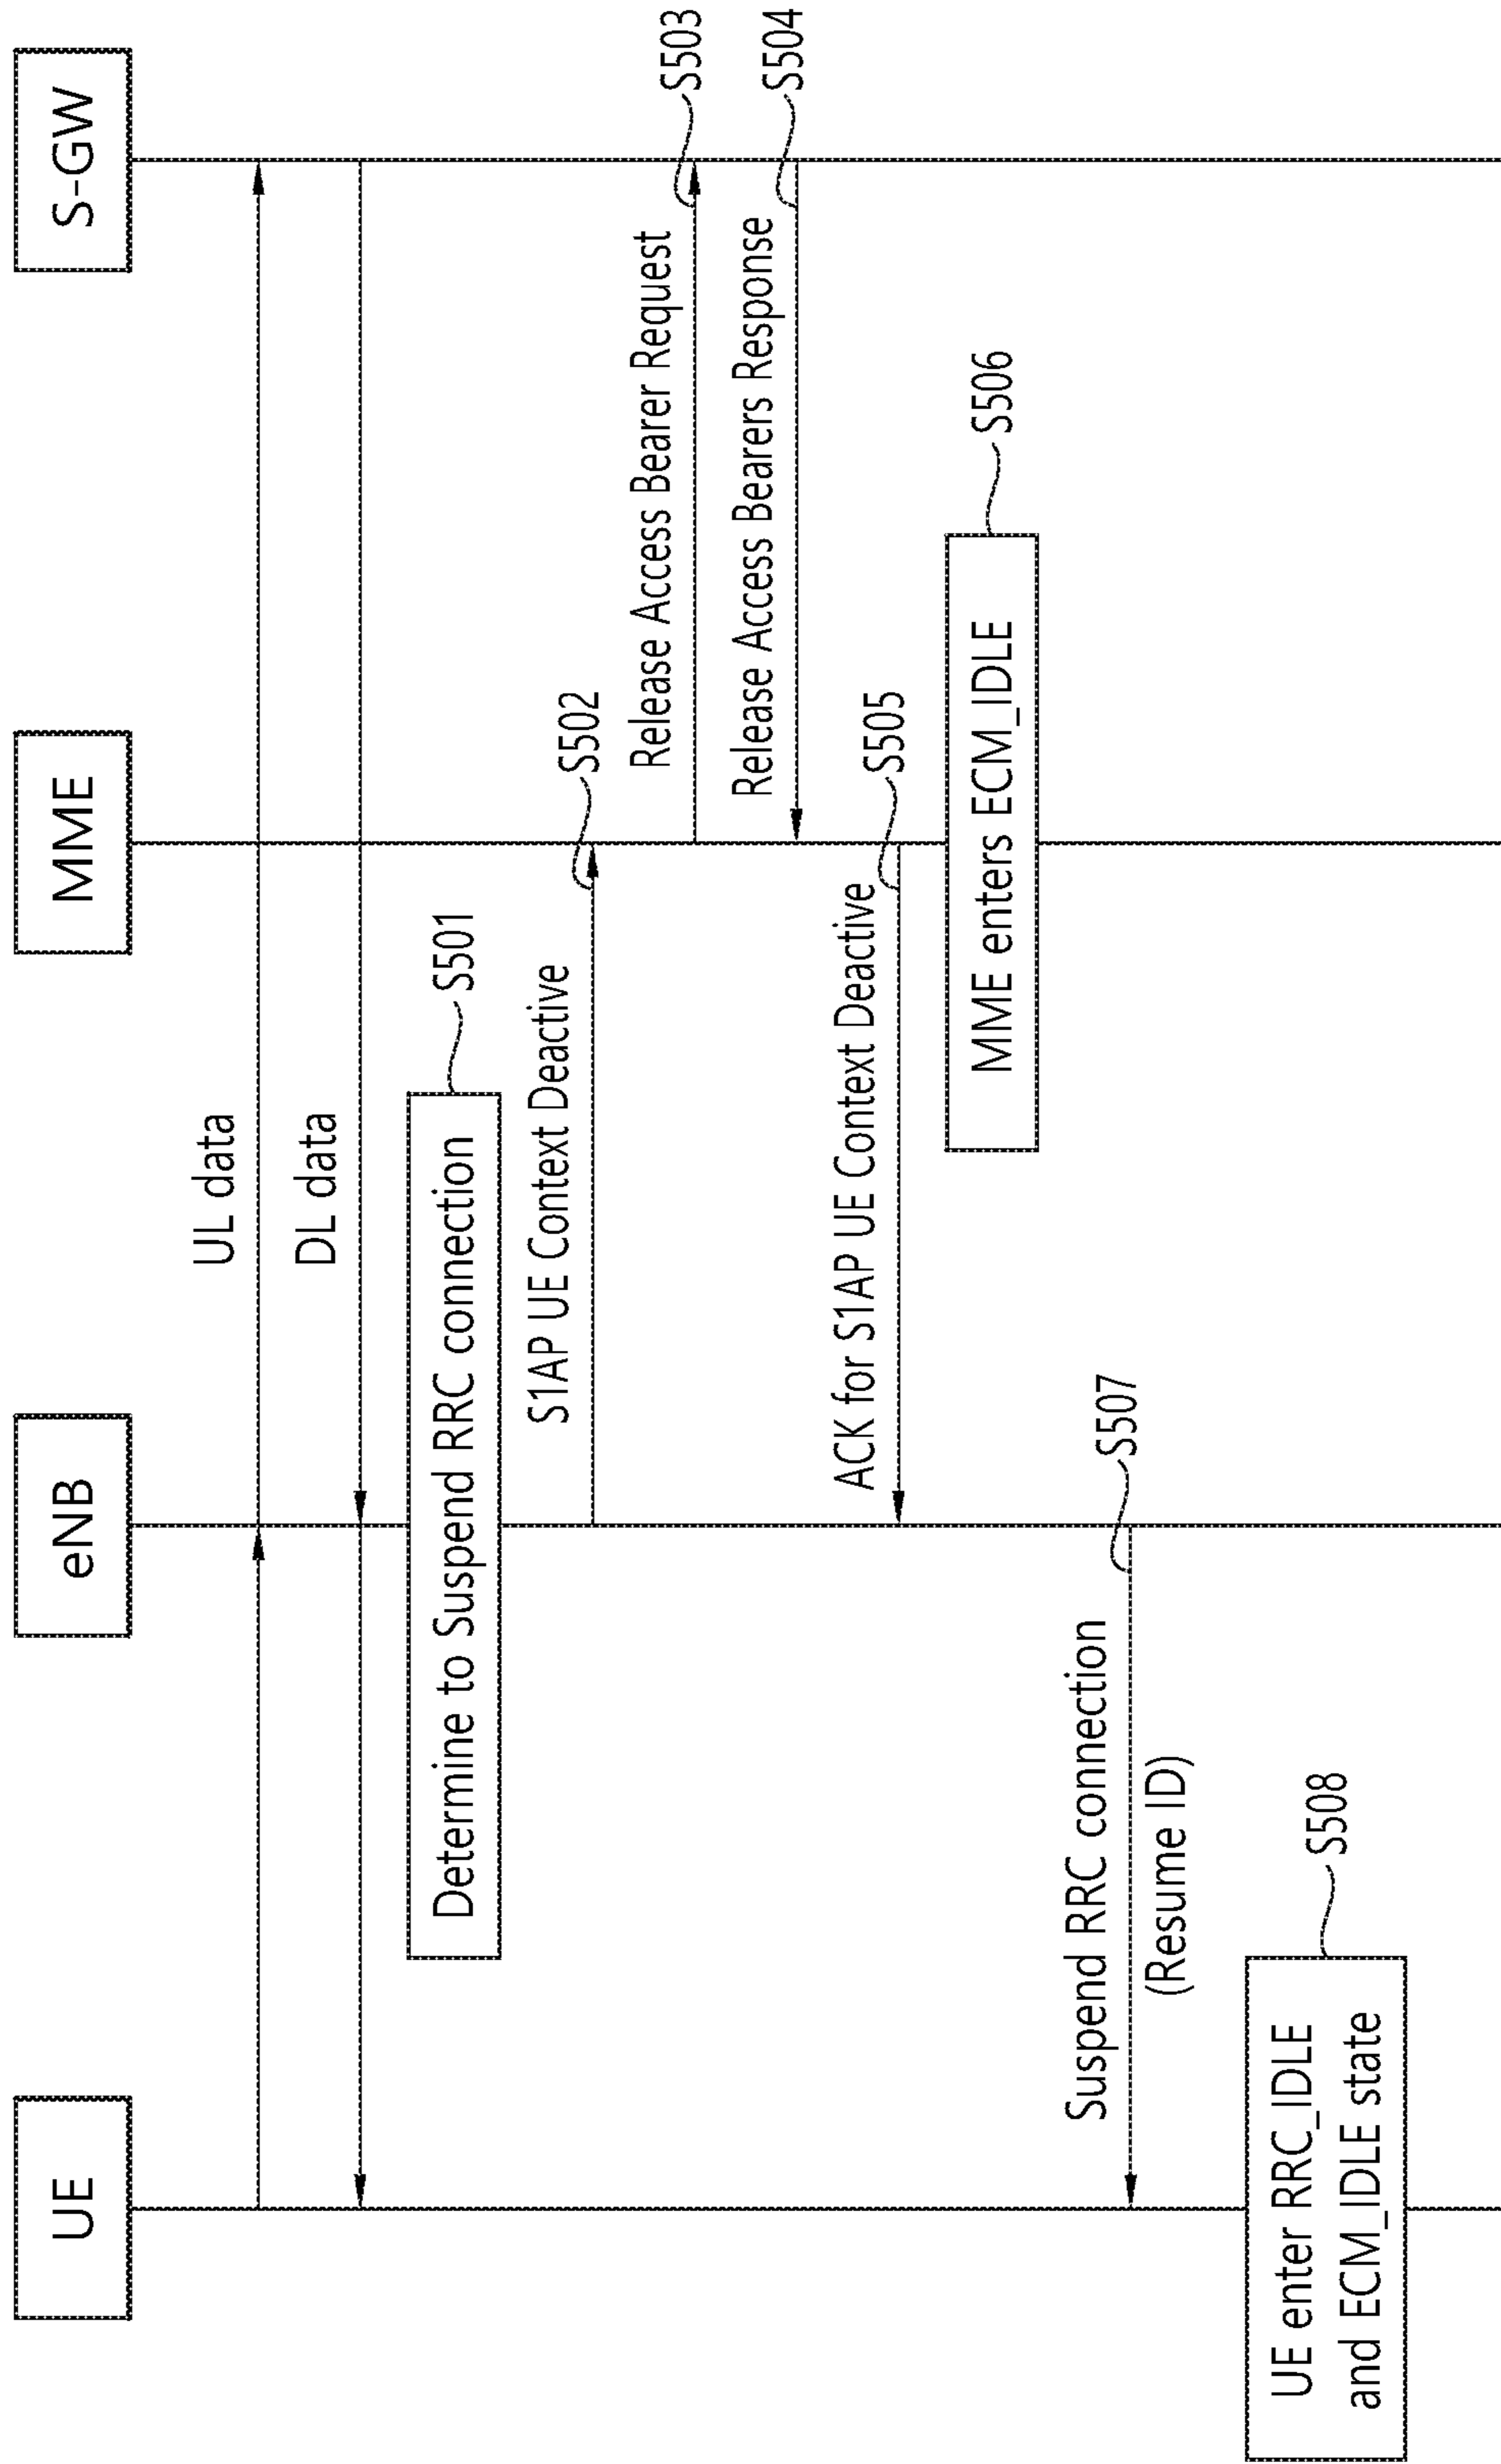 UE
eNB
MME
S-GW
UL data
DL data
Determine to Suspend RRC connection
S501
S1AP UE Context Deactive
S502
Release Access Bearer Request
S503
Release Access Bearers Response
S504
ACK for S1AP UE Context Deactive
S505
MME enters ECM_IDLE
S506
Suspend RRC connection
(Resume ID)
S507
UE enter RRC_IDLE
and ECM_IDLE state
S508